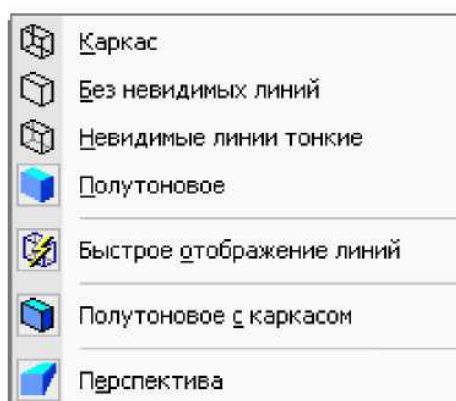 Каркас
Без невидимых линий
Невидимые линии тонкие
Полутоновое
Быстрое отображение линий
Полутоновое с каркасом
Перспектива